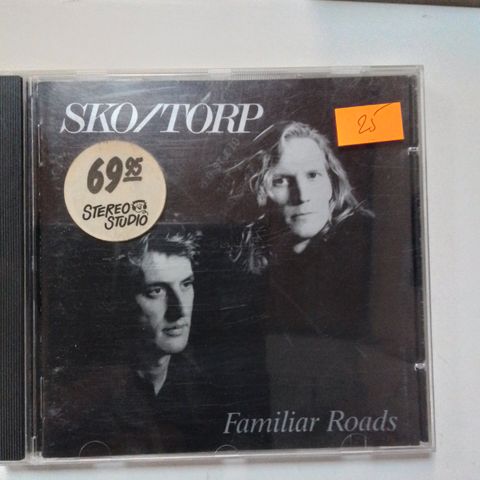 SKO/TORP
25
69.95
STEREO
STUDIO
Familiar Roads